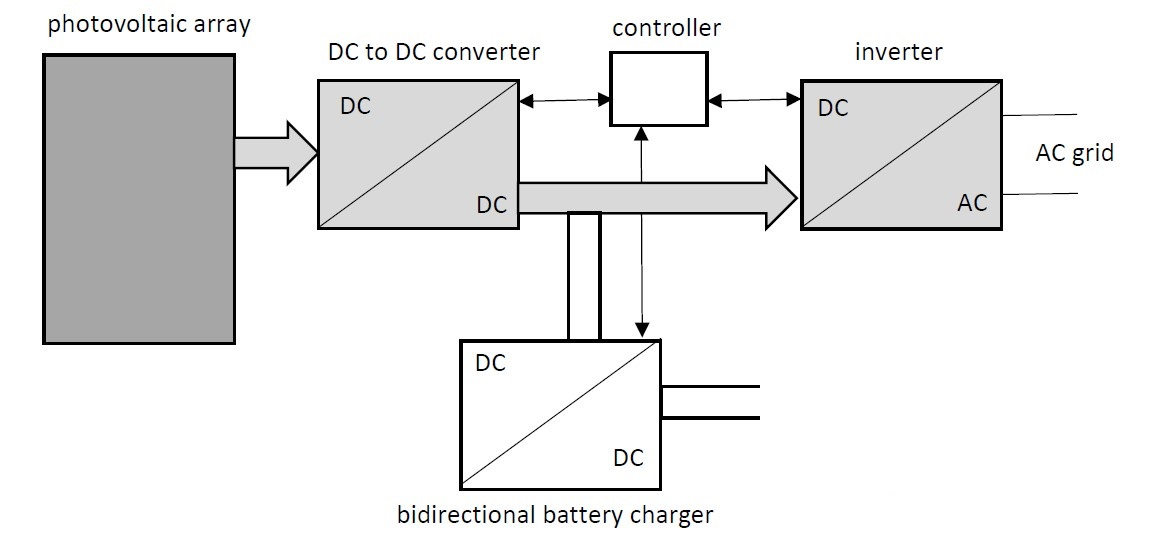 photovoltaic array
controller
DC to DC converter
inverter
DC
DC
DC
AC
AC grid
DC
DC
bidirectional battery charger